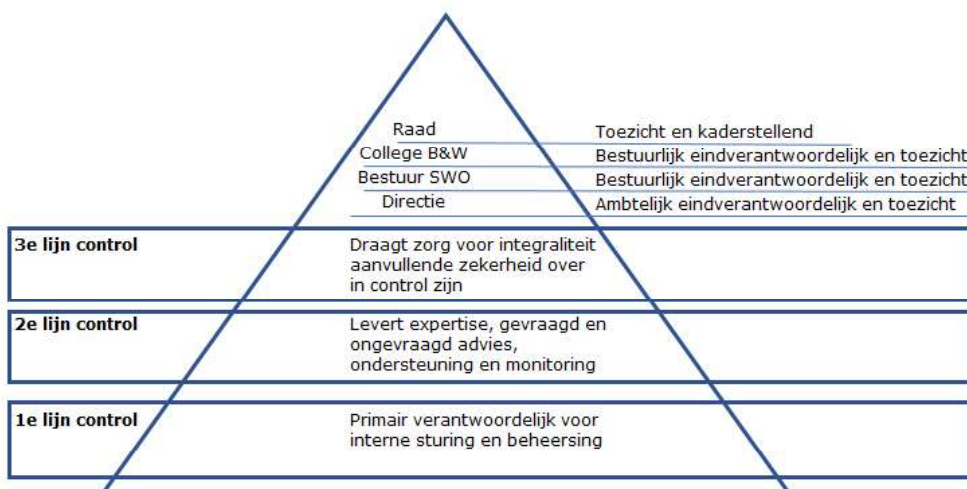 Raad Toezicht en kaderstellend
College B&W Bestuurlijk eindverantwoordelijk en toezicht
Bestuur SWO Bestuurlijk eindverantwoordelijk en toezicht
Directie Ambtelijk eindverantwoordelijk en toezicht
3e lijn control Draagt zorg voor integraliteit
aanvullende zekerheid over
in control zijn
2e lijn control Levert expertise, gevraagd en
ongevraagd advies,
ondersteuning en monitoring
1e lijn control Primair verantwoordelijk voor
interne sturing en beheersing